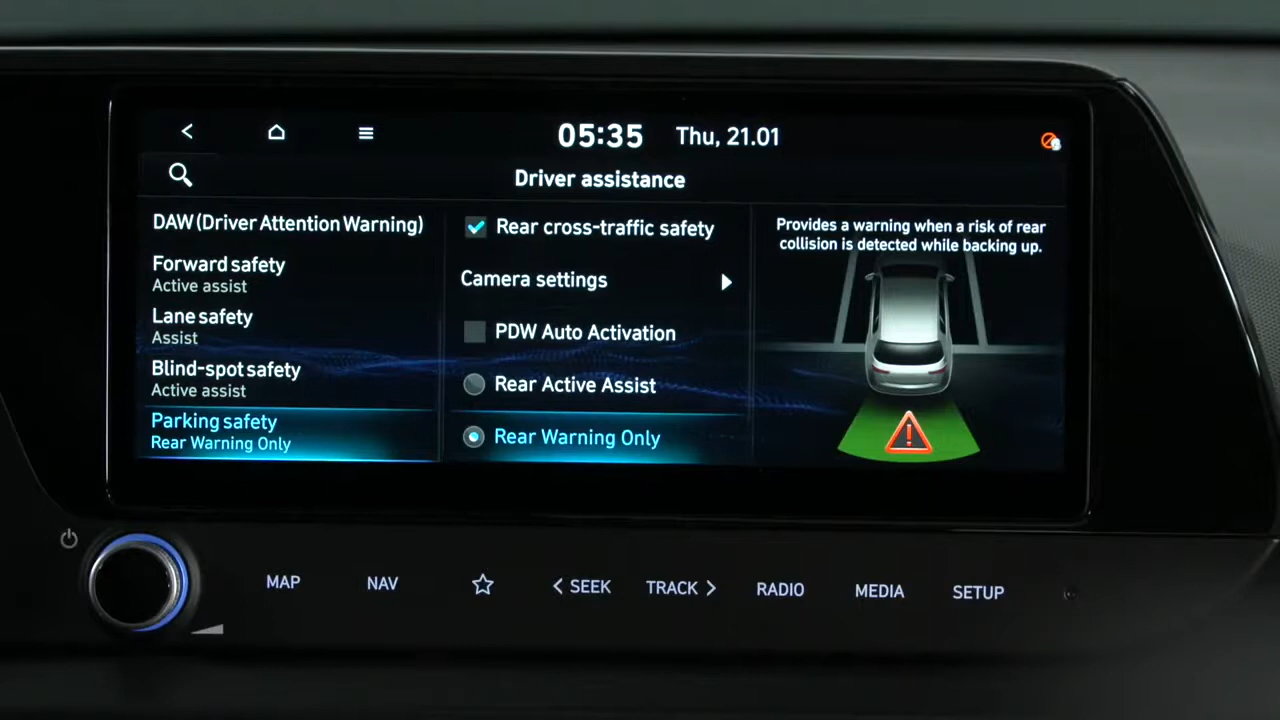 05:35 Thu, 21.01
Driver assistance
DAW (Driver Attention Warning)
Forward safety
Active assist
Lane safety
Assist
Blind-spot safety
Active assist
Parking safety
Rear Warning Only
Rear cross-traffic safety
Camera settings
PDW Auto Activation
Rear Active Assist
Rear Warning Only
Provides a warning when a risk of rear
collision is detected while backing up.
MAP NAV SEEK TRACK RADIO MEDIA SETUP